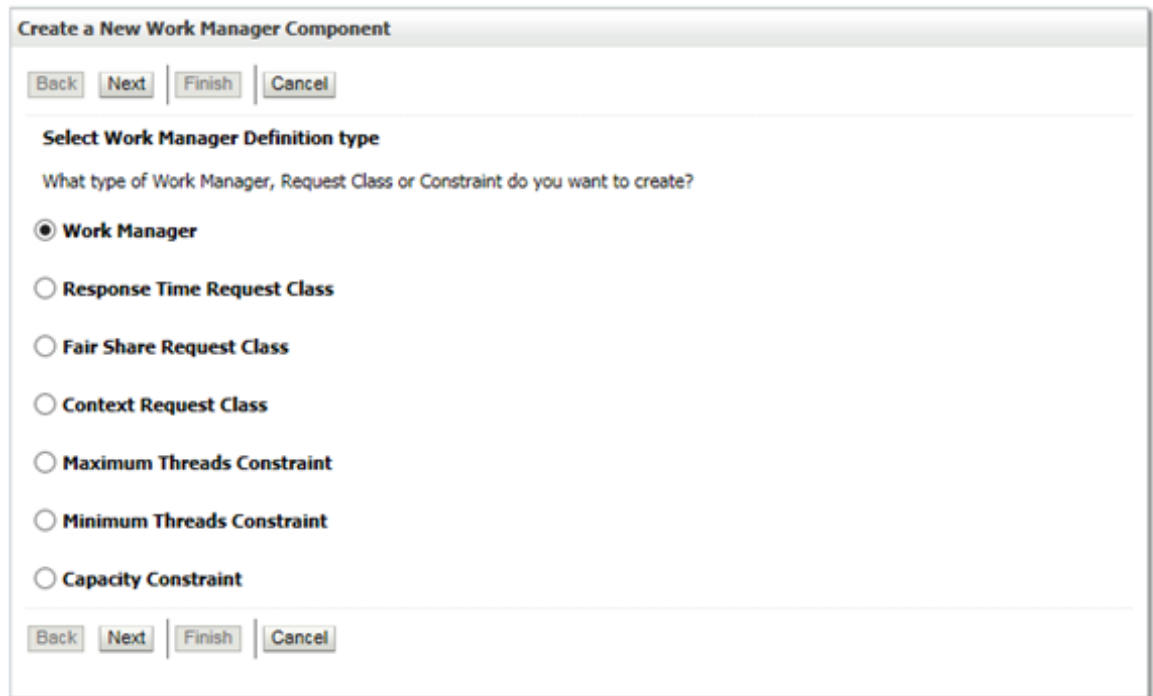 Create a New Work Manager Component
Back Next Finish Cancel
Select Work Manager Definition type
What type of Work Manager, Request Class or Constraint do you want to create?
Work Manager
Response Time Request Class
Fair Share Request Class
Context Request Class
Maximum Threads Constraint
Minimum Threads Constraint
Capacity Constraint
Back Next Finish Cancel